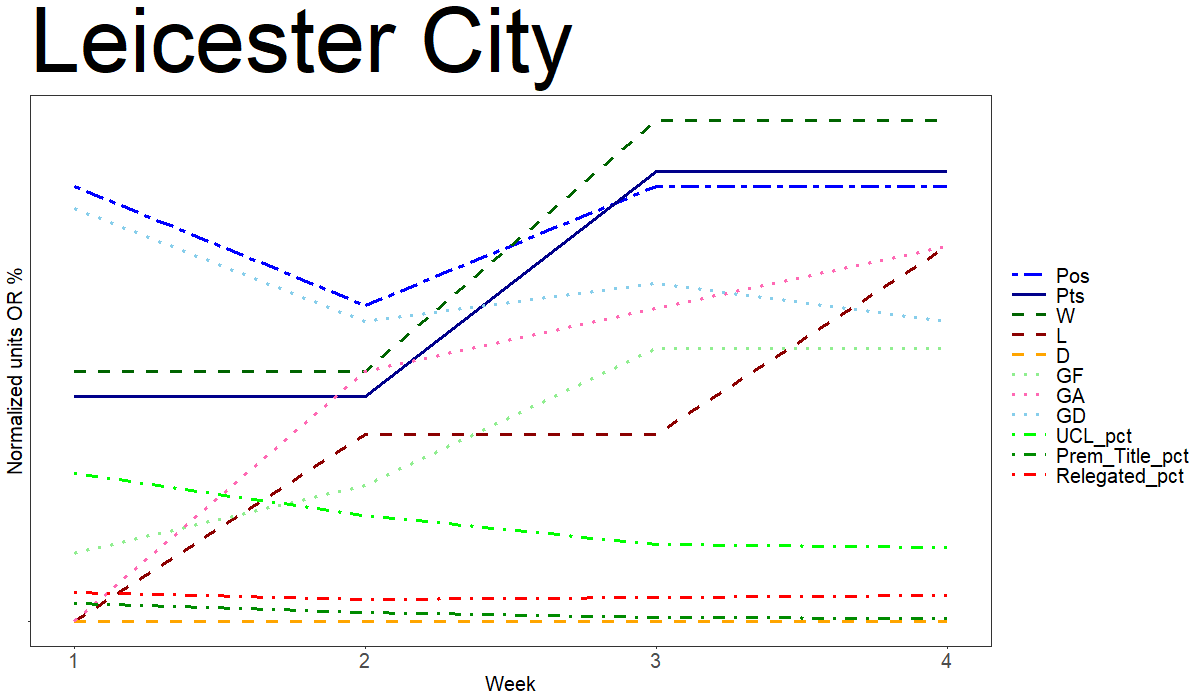 Leicester City
Normalized units OR %
Pos
Pts
W
L
D
GF
GA
GD
UCL_pct
Prem_Title_pct
Relegated_pct
1 2 3 4
Week